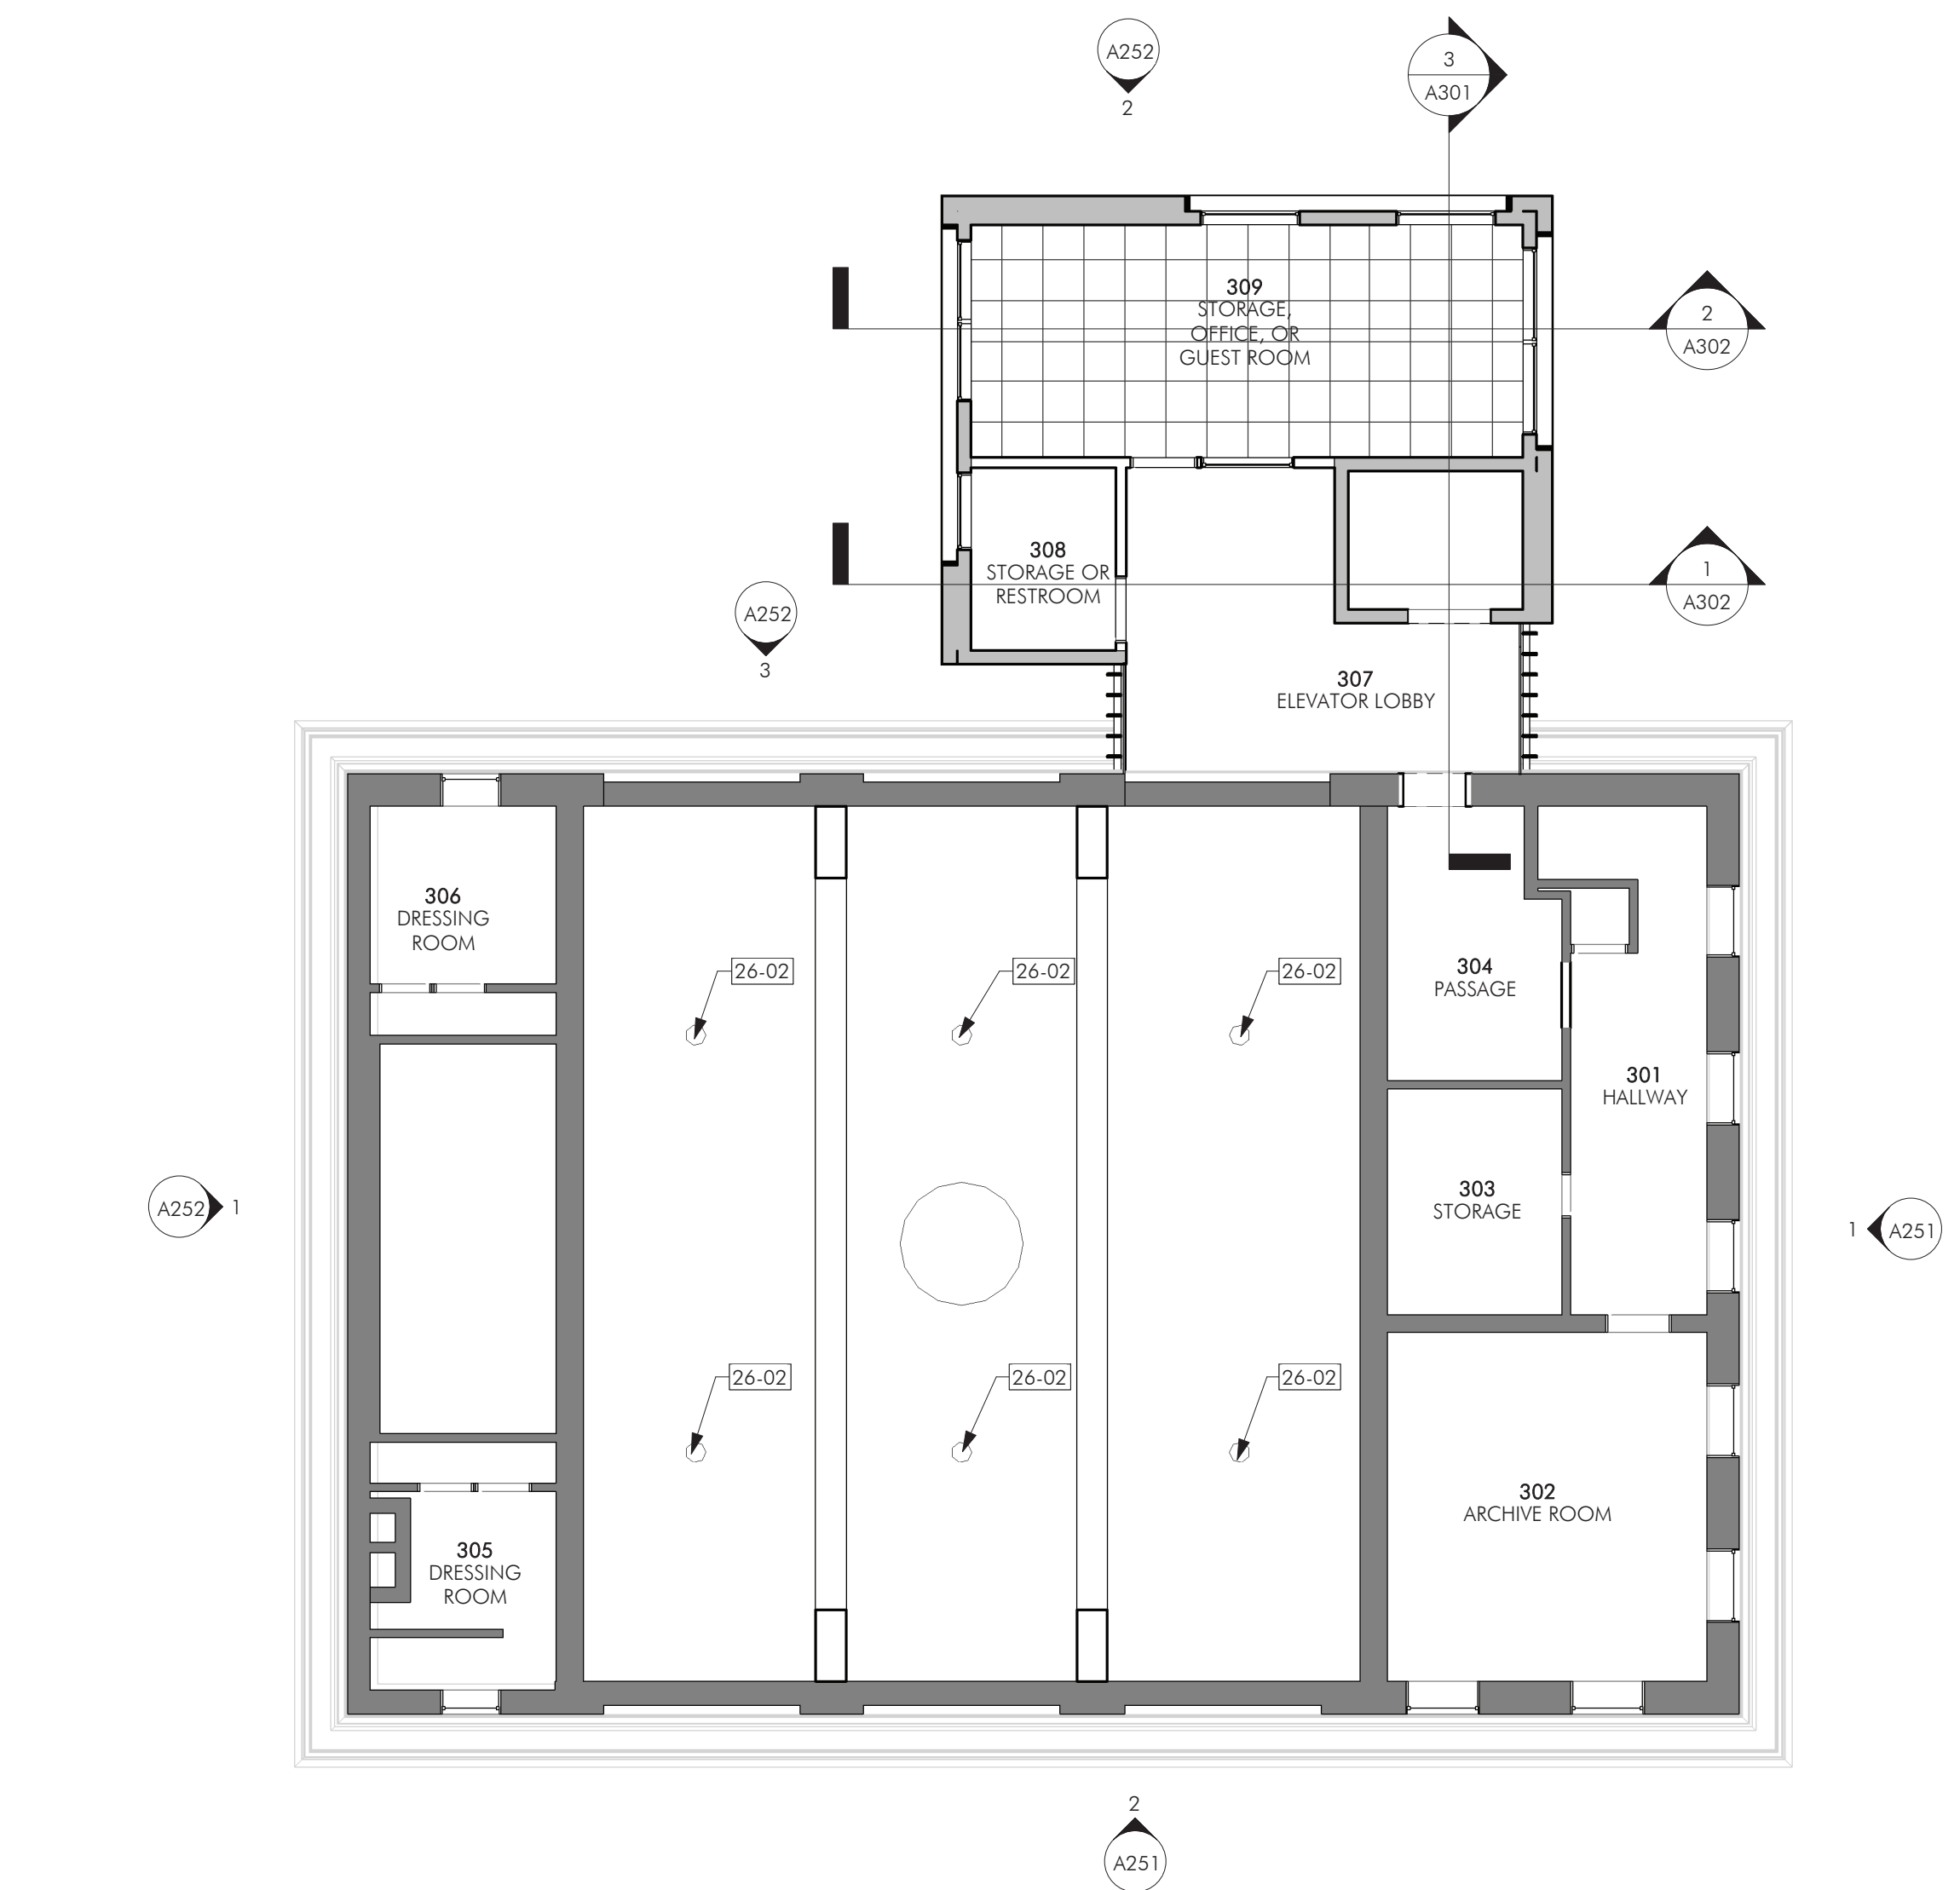 A252
2
3
A301
309
STORAGE,
OFFICE, OR
GUEST ROOM
2
A302
308
STORAGE OR
RESTROOM
1
A302
A252
3
307
ELEVATOR LOBBY
306
DRESSING
ROOM
26-02
26-02
26-02
304
PASSAGE
301
HALLWAY
303
STORAGE
A252
1
1
A251
26-02
26-02
26-02
302
ARCHIVE ROOM
305
DRESSING
ROOM
2
A251